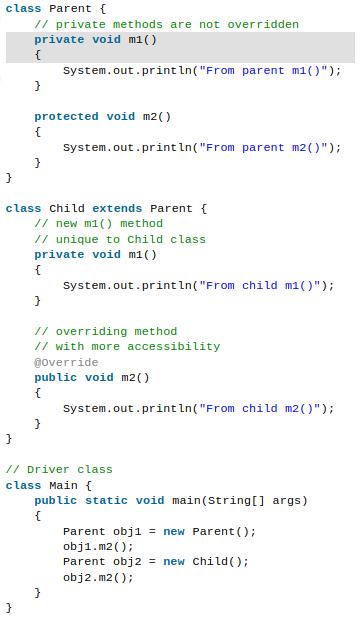 class Parent {
    // private methods are not overridden
    private void m1()
    {
        System.out.println("From parent m1()");
    }

    protected void m2()
    {
        System.out.println("From parent m2()");
    }
}

class Child extends Parent {
    // new m1() method
    // unique to Child class
    private void m1()
    {
        System.out.println("From child m1()");
    }

    // overriding method
    // with more accessibility
    @Override
    public void m2()
    {
        System.out.println("From child m2()");
    }
}

// Driver class
class Main {
    public static void main(String[] args)
    {
        Parent obj1 = new Parent();
        obj1.m2();
        Parent obj2 = new Child();
        obj2.m2();
    }
}